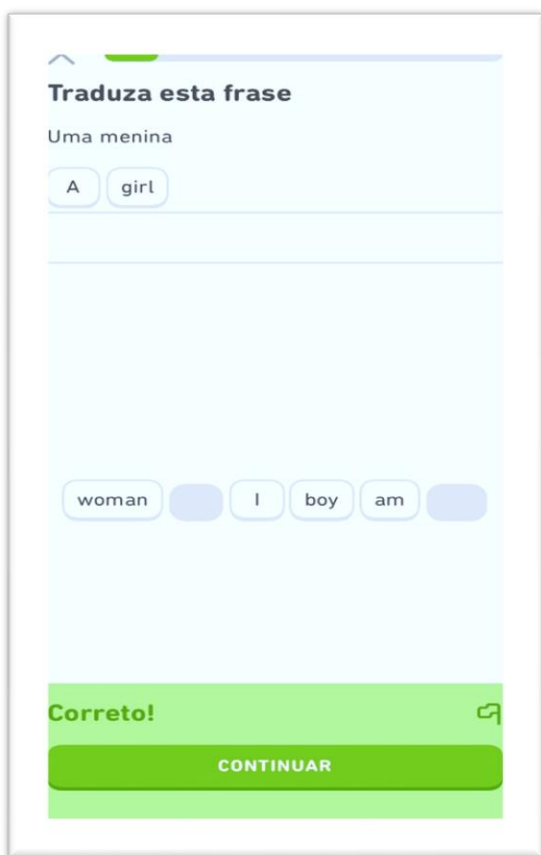 Traduza esta frase
Uma menina
A girl
woman I boy am
Correto!
CONTINUAR